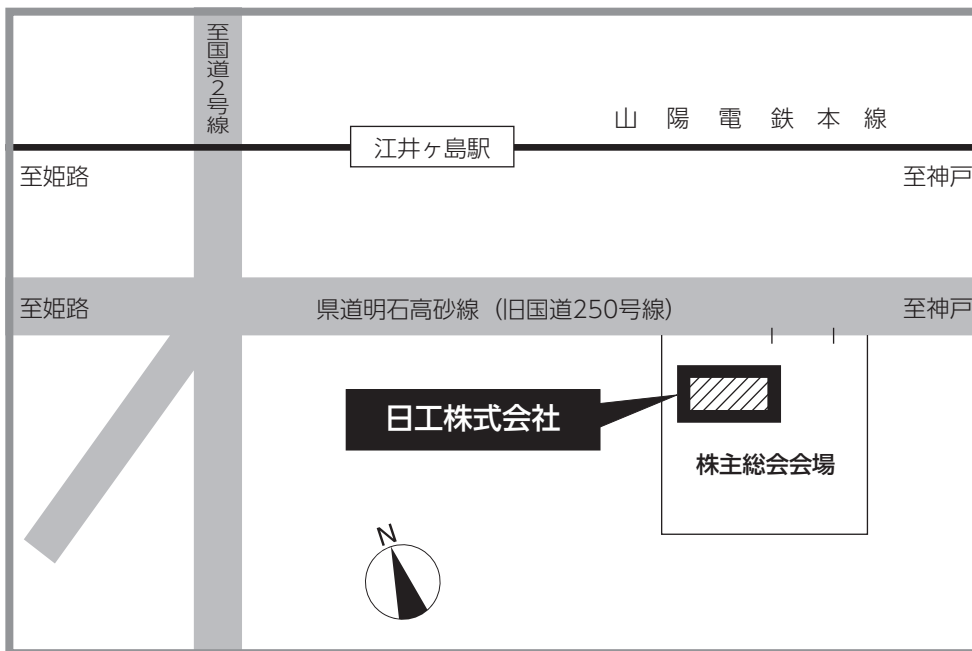 至国道2号線
山陽電鉄本線
江井ヶ島駅
至姫路
至神戸
至姫路
県道明石高砂線（旧国道250号線）
至神戸
日工株式会社
株主総会会場
N